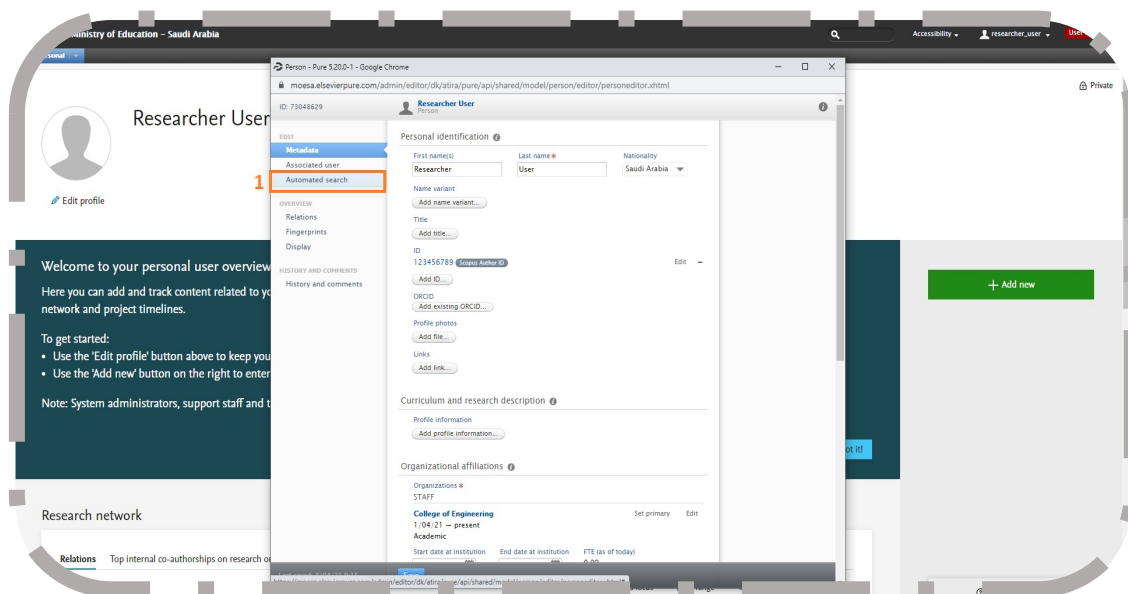 Ministry of Education – Saudi Arabia
Accessibility
researcher_user
User
Personal
Person - Pure 5.20.0-1 - Google Chrome
moesa.elsevierpure.com/admin/editor/dk/atira/pure/api/shared/model/person/editor/personeditor.xhtml
Private
ID: 73048629
Researcher User
Person
Researcher User
Edit profile
EDIT
Metadata
Associated user
1
Automated search
OVERVIEW
Relations
Fingerprints
Display
HISTORY AND COMMENTS
History and comments
Personal identification
First name(s)
Last name *
Nationality
Researcher
User
Saudi Arabia
Name variant
Add name variant...
Title
Add title...
ID
123456789 Scopus Author ID
Edit –
Add ID...
ORCID
Add existing ORCID...
Profile photos
Add file...
Links
Add link...
Curriculum and research description
Profile information
Add profile information...
Organizational affiliations
Organizations *
STAFF
College of Engineering
Set primary
Edit
1/04/21 – present
Academic
Start date at institution
End date at institution
FTE (as of today)
0.00
Welcome to your personal user overview
Here you can add and track content related to yo
network and project timelines.
To get started:
• Use the 'Edit profile' button above to keep you
• Use the 'Add new' button on the right to enter
Note: System administrators, support staff and t
ot it!
+ Add new
Research network
Relations
Top internal co-authorships on research o